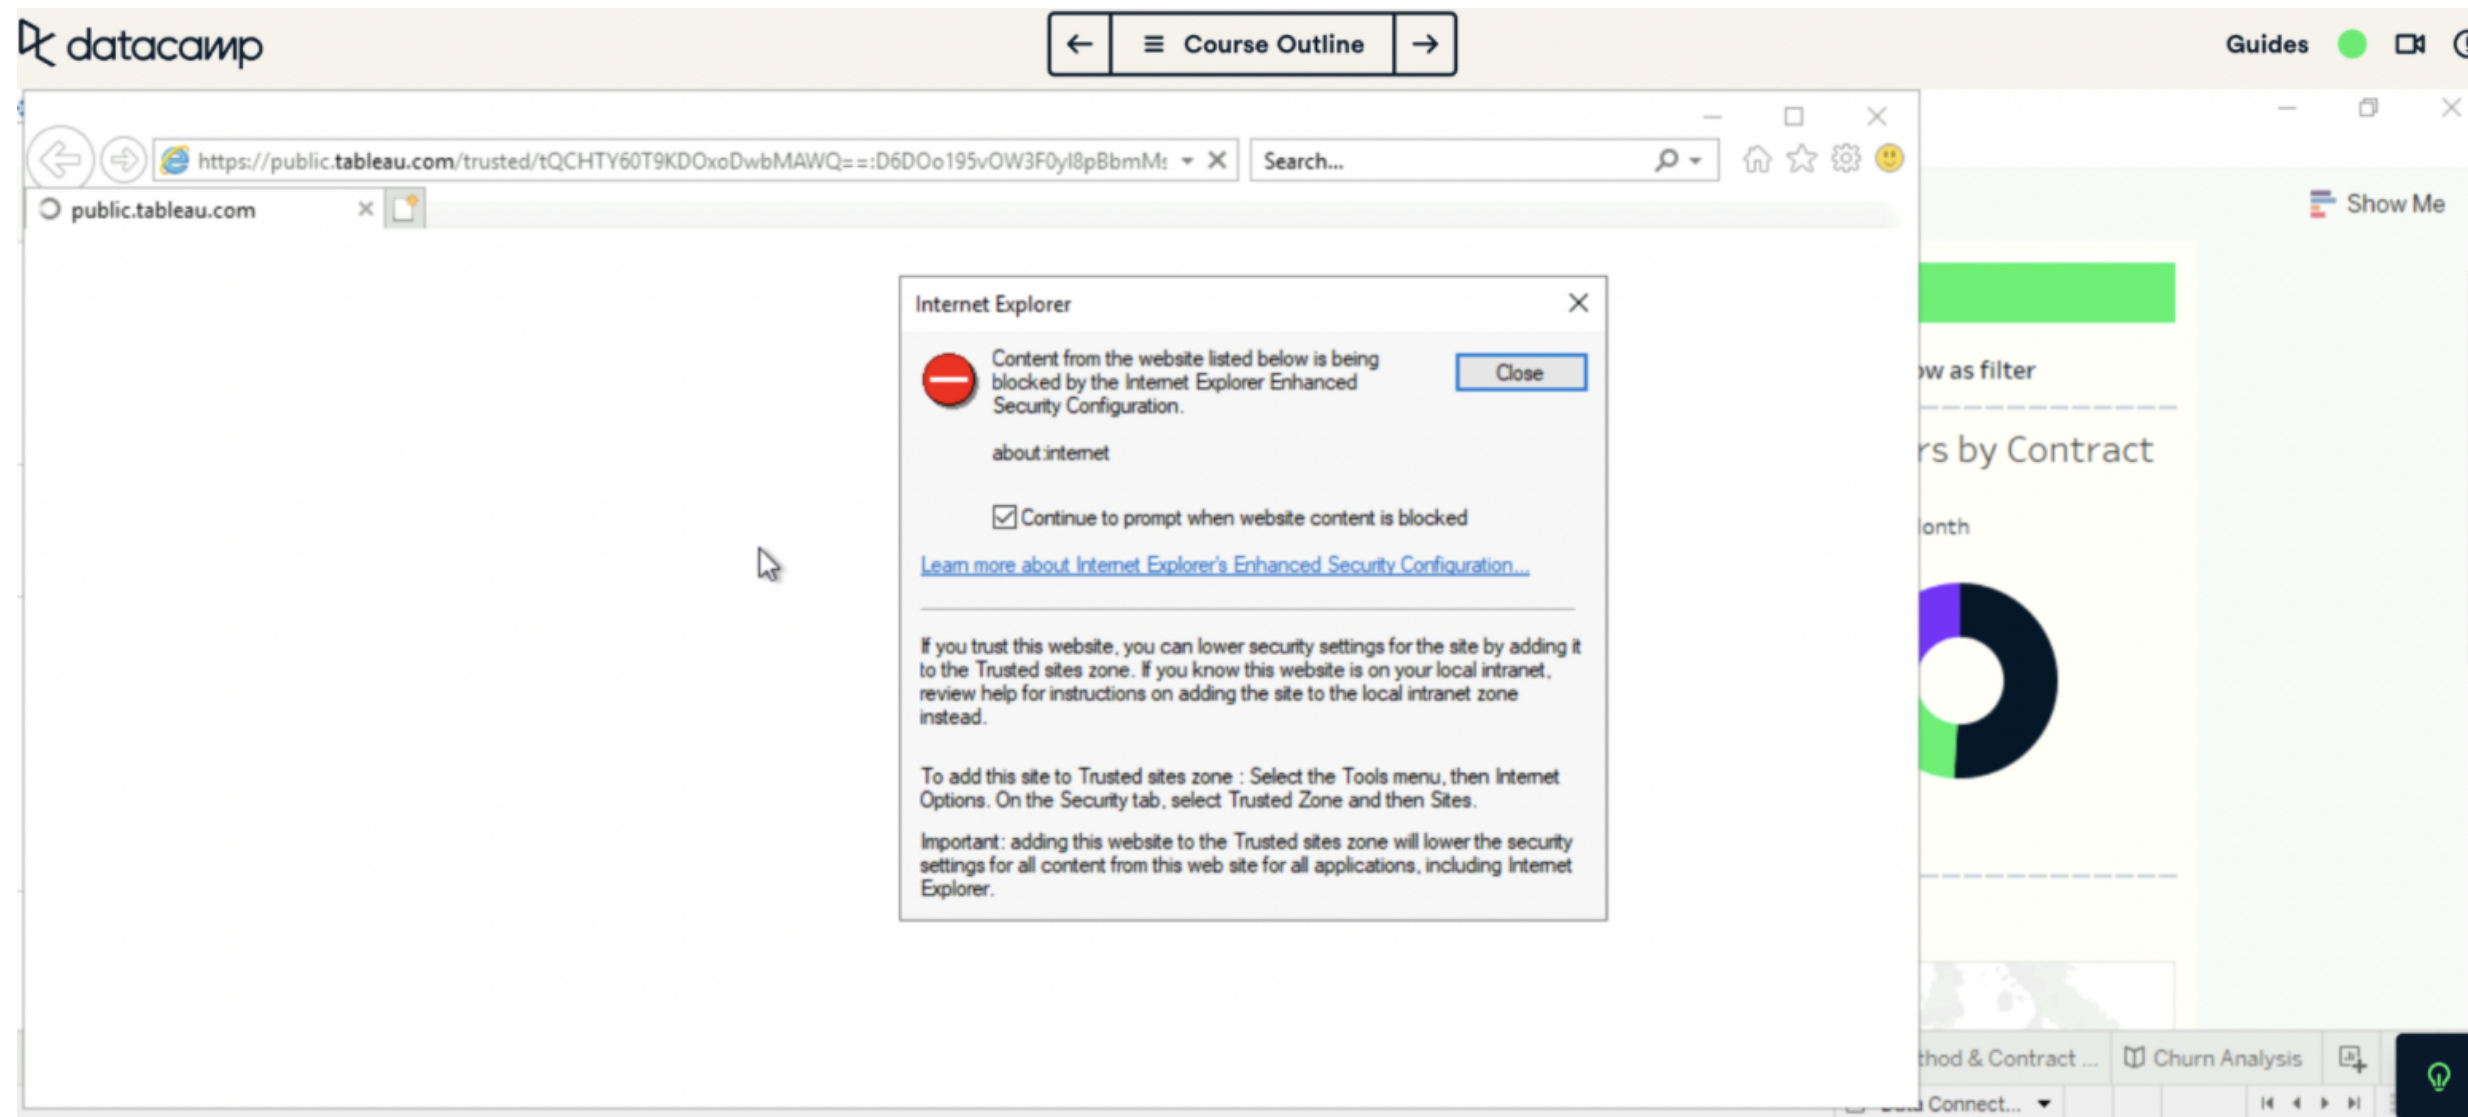 datacamp
Course Outline
Guides
https://public.tableau.com/trusted/tQCHTY60T9KDOxoDwbMAWQ==:D6DOo195vOW3F0yI8pBbmMs
Search...
public.tableau.com
Show Me
Internet Explorer
Content from the website listed below is being
blocked by the Internet Explorer Enhanced
Security Configuration.
Close
about:internet
Continue to prompt when website content is blocked
Learn more about Internet Explorer's Enhanced Security Configuration...
If you trust this website, you can lower security settings for the site by adding it
to the Trusted sites zone. If you know this website is on your local intranet,
review help for instructions on adding the site to the local intranet zone
instead.
To add this site to Trusted sites zone : Select the Tools menu, then Internet
Options. On the Security tab, select Trusted Zone and then Sites.
Important: adding this website to the Trusted sites zone will lower the security
settings for all content from this web site for all applications, including Internet
Explorer.
ow as filter
rs by Contract
onth
thod & Contract ...
Churn Analysis
Connect...